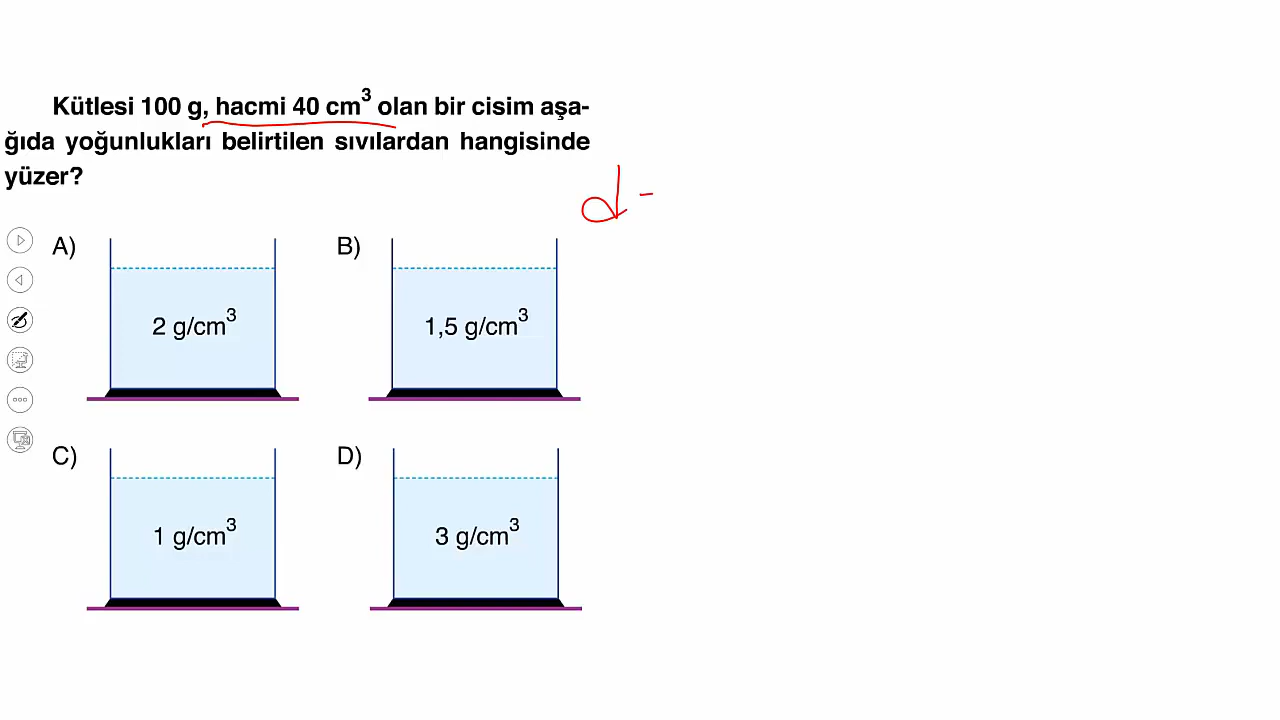 Kütlesi 100 g, hacmi 40 cm³ olan bir cisim aşa-
ğıda yoğunlukları belirtilen sıvılardan hangisinde
yüzer?
d -
A)
2 g/cm³
B)
1,5 g/cm³
C)
1 g/cm³
D)
3 g/cm³